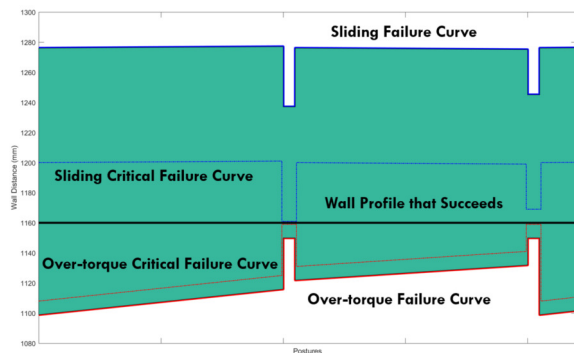 1300
Sliding Failure Curve
1280
1260
1240
1220
Wall Distance (mm)
1200
Sliding Critical Failure Curve
Wall Profile that Succeeds
1180
1160
1140
Over-torque Critical Failure Curve
1120
Over-torque Failure Curve
1100
1080
Postures